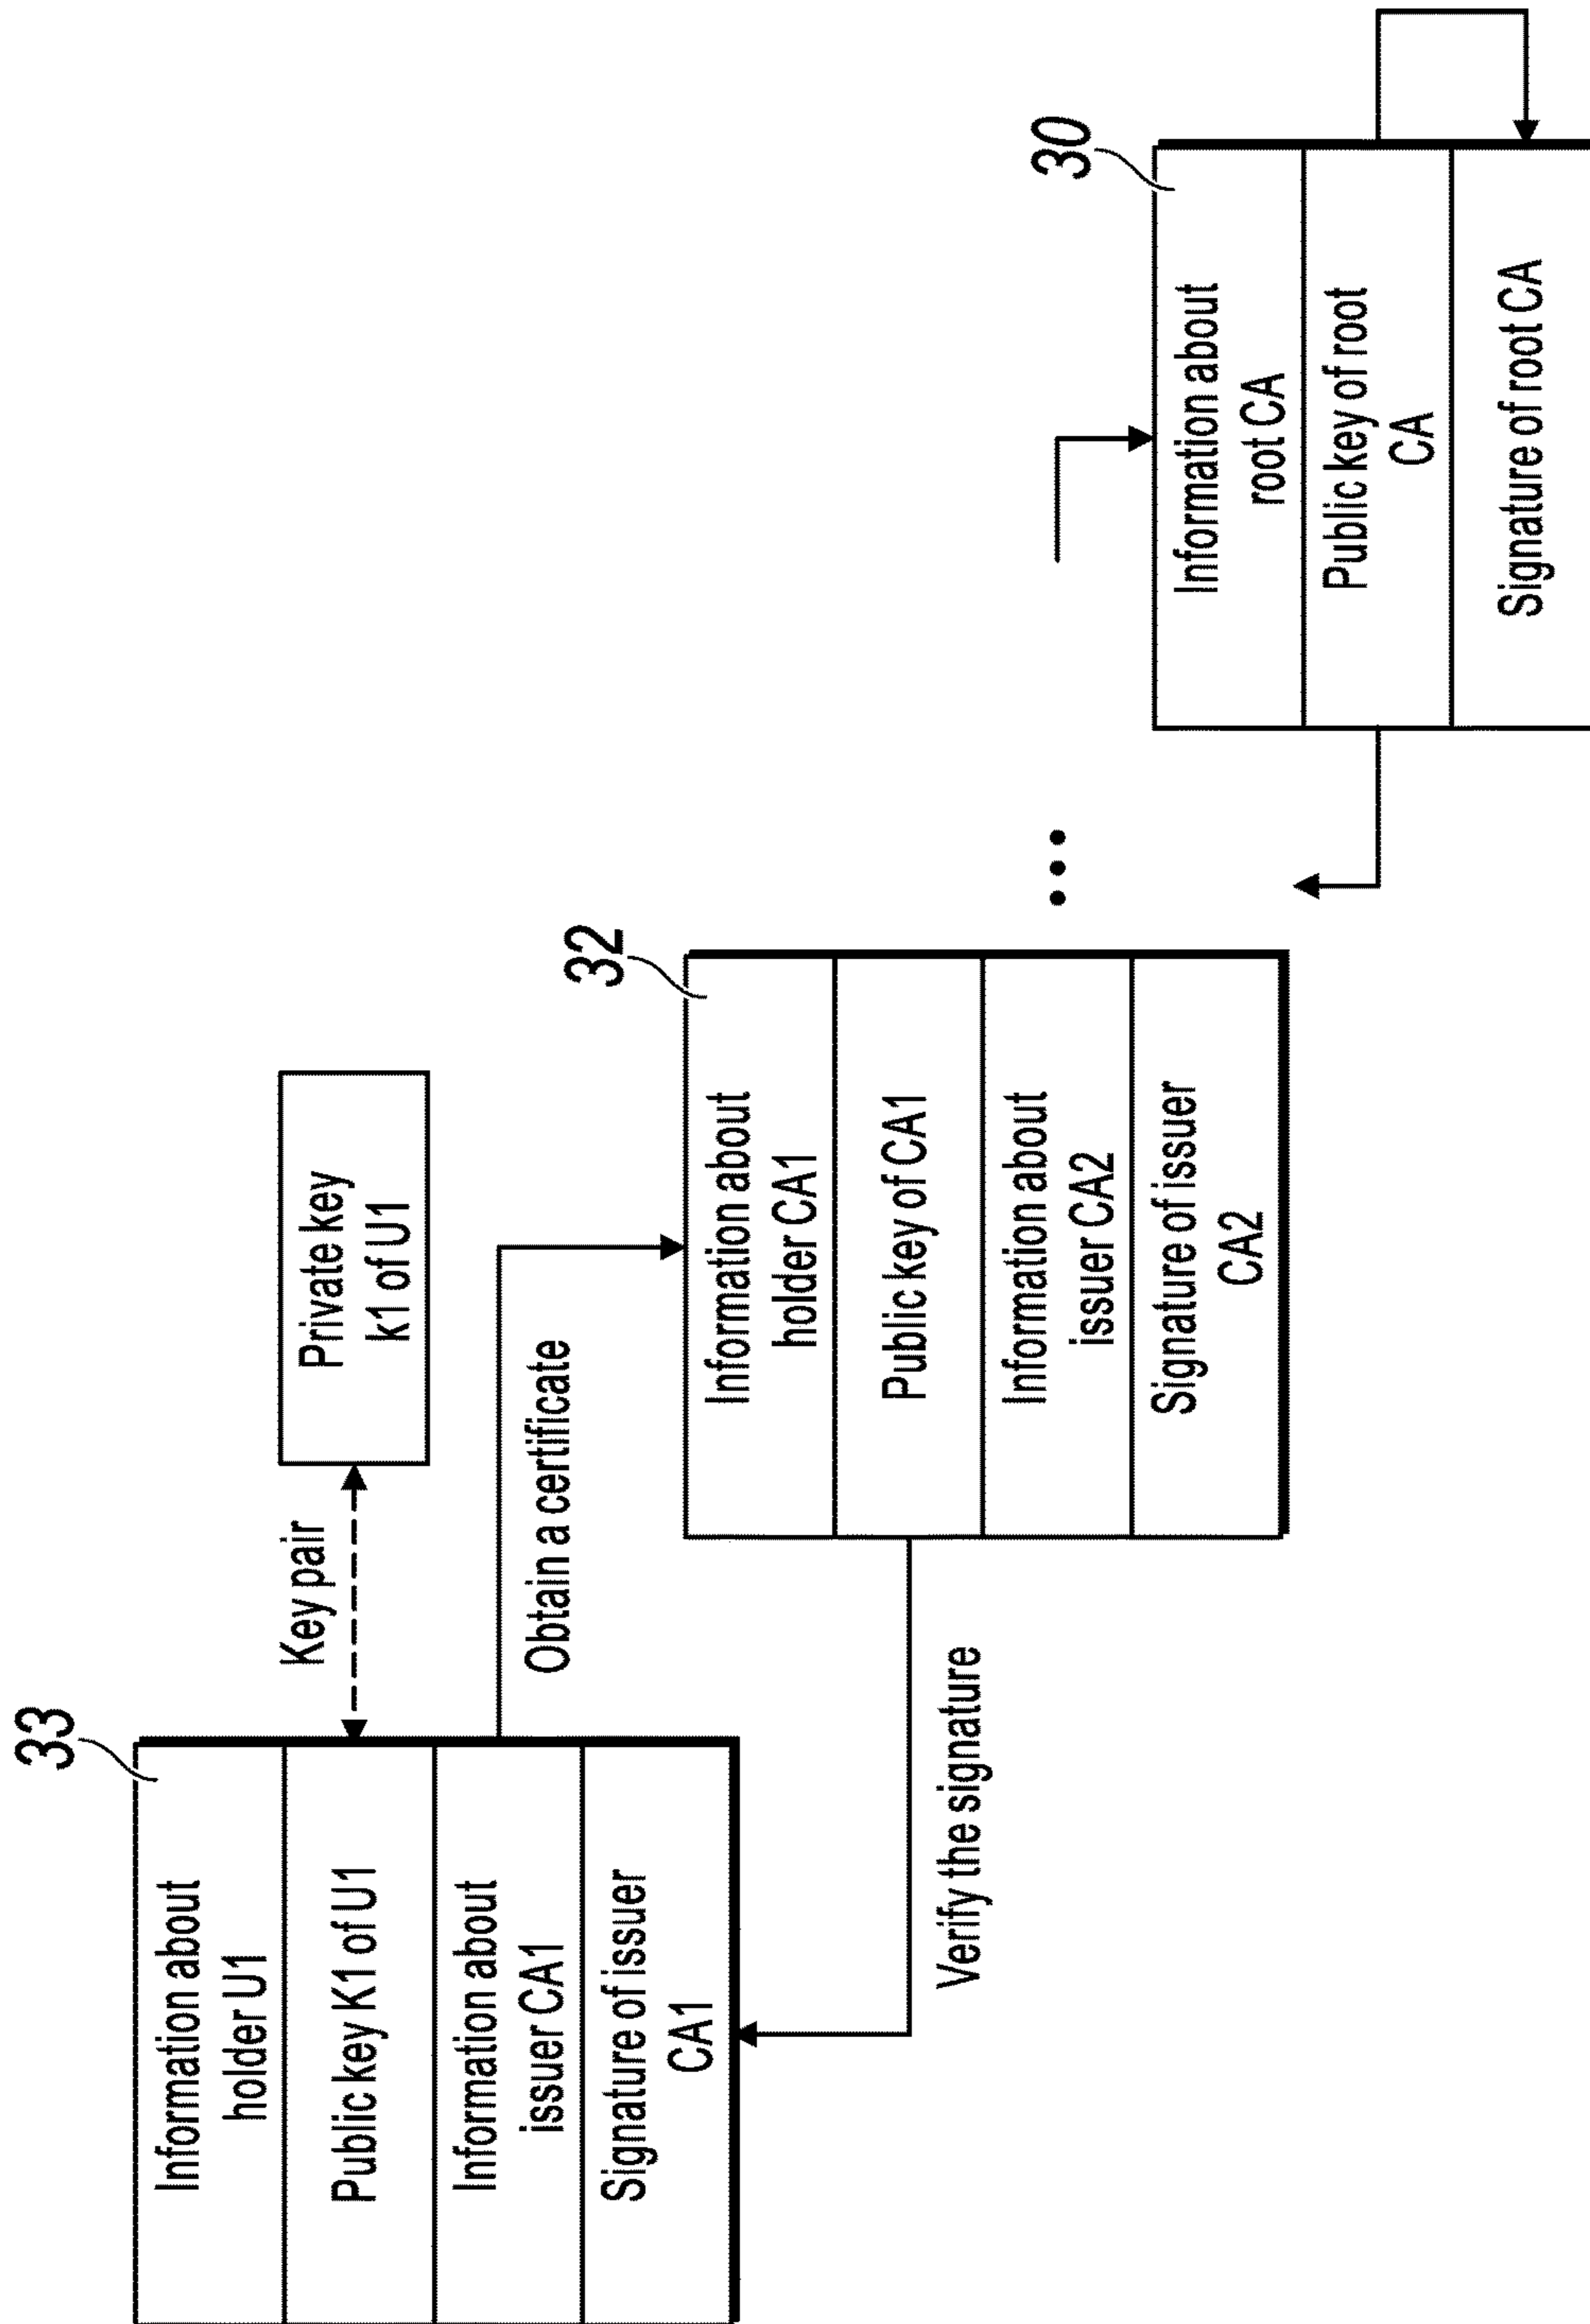 33
Information about
holder U1
Public key K1 of U1
Information about
issuer CA1
Signature of issuer
CA1
Key pair
Private key
k1 of U1
Obtain a certificate
Verify the signature
32
Information about
holder CA1
Public key of CA1
Information about
issuer CA2
Signature of issuer
CA2
...
30
Information about
root CA
Public key of root
CA
Signature of root CA